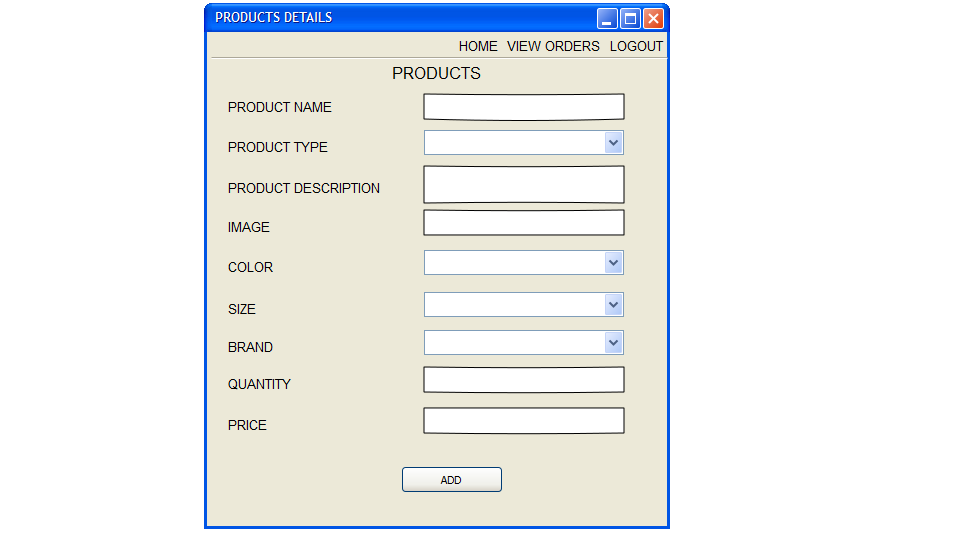 PRODUCTS DETAILS
HOME VIEW ORDERS LOGOUT
PRODUCTS
PRODUCT NAME
PRODUCT TYPE
PRODUCT DESCRIPTION
IMAGE
COLOR
SIZE
BRAND
QUANTITY
PRICE
ADD